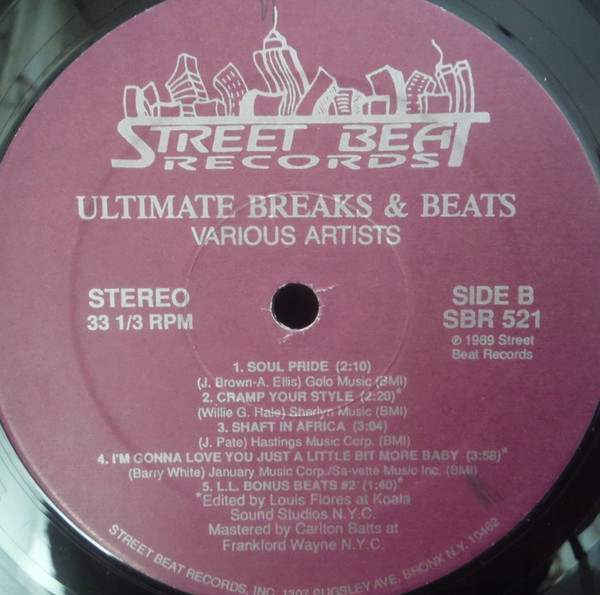 STREET BEAT
RECORDS
ULTIMATE BREAKS & BEATS
VARIOUS ARTISTS
STEREO
33 1/3 RPM
SIDE B
SBR 521
℗ 1989 Street
Beat Records
1. SOUL PRIDE (2:10)
(J. Brown-A. Ellis) Golo Music (BMI)
2. CRAMP YOUR STYLE (2:20)*
(Willie G. Hale) Sherlyn Music (BMI)
3. SHAFT IN AFRICA (3:04)
(J. Pate) Hastings Music Corp. (BMI)
4. I'M GONNA LOVE YOU JUST A LITTLE BIT MORE BABY (3:58)*
(Barry White) January Music Corp./Sa-vette Music Inc. (BMI)
5. L.L. BONUS BEATS #2 (1:40)*
*Edited by Louis Flores at Koala
Sound Studios N.Y.C.
Mastered by Carlton Batts at
Frankford Wayne N.Y.C.
STREET BEAT RECORDS, INC. 1307 PUGSLEY AVE. BRONX N.Y. 10462